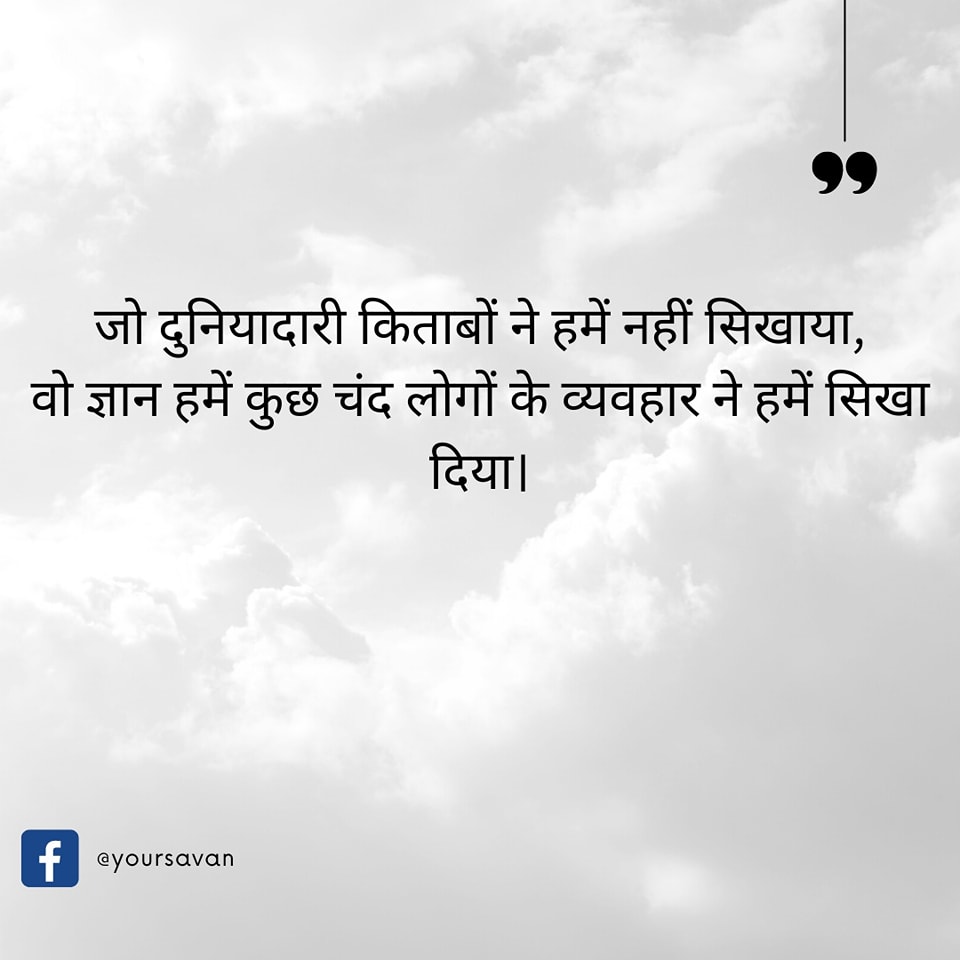 ”
जो दुनियादारी किताबों ने हमें नहीं सिखाया,
वो ज्ञान हमें कुछ चंद लोगों के व्यवहार ने हमें सिखा
दिया।
@yoursavan